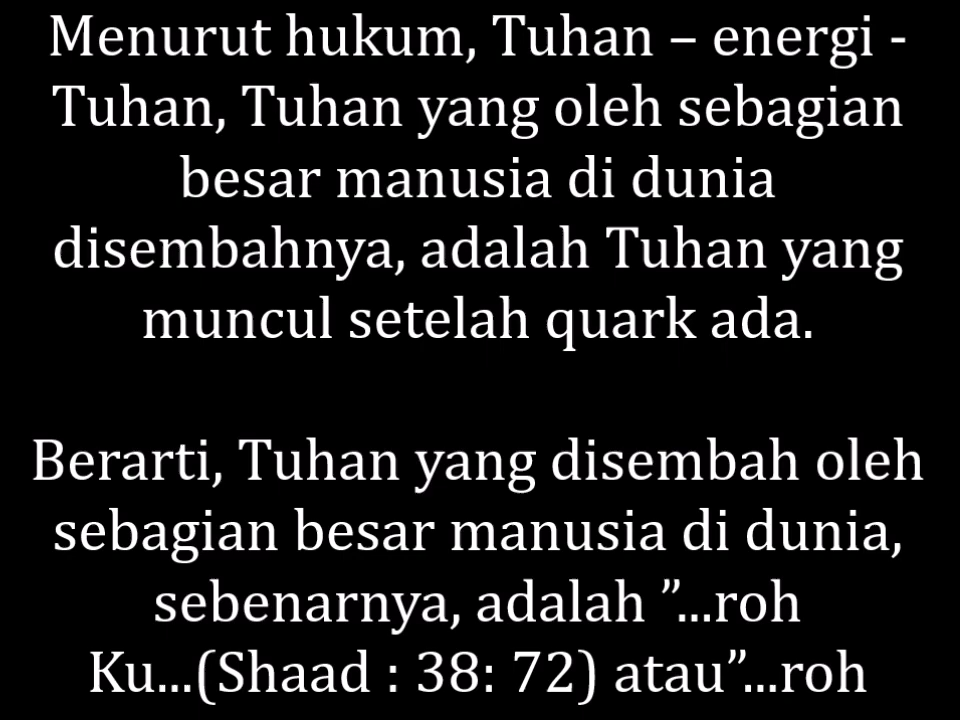 Menurut hukum, Tuhan – energi -
Tuhan, Tuhan yang oleh sebagian
besar manusia di dunia
disembahnya, adalah Tuhan yang
muncul setelah quark ada.
Berarti, Tuhan yang disembah oleh
sebagian besar manusia di dunia,
sebenarnya, adalah ”...roh
Ku...(Shaad : 38: 72) atau”...roh